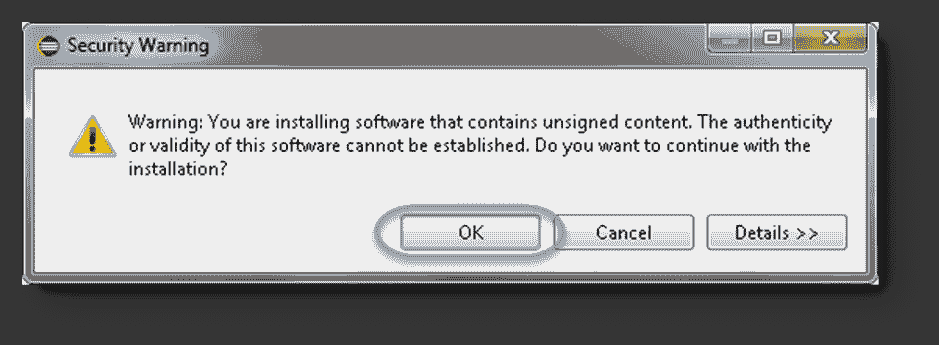 Security Warning
Warning: You are installing software that contains unsigned content. The authenticity
or validity of this software cannot be established. Do you want to continue with the
installation?
OK
Cancel
Details >>